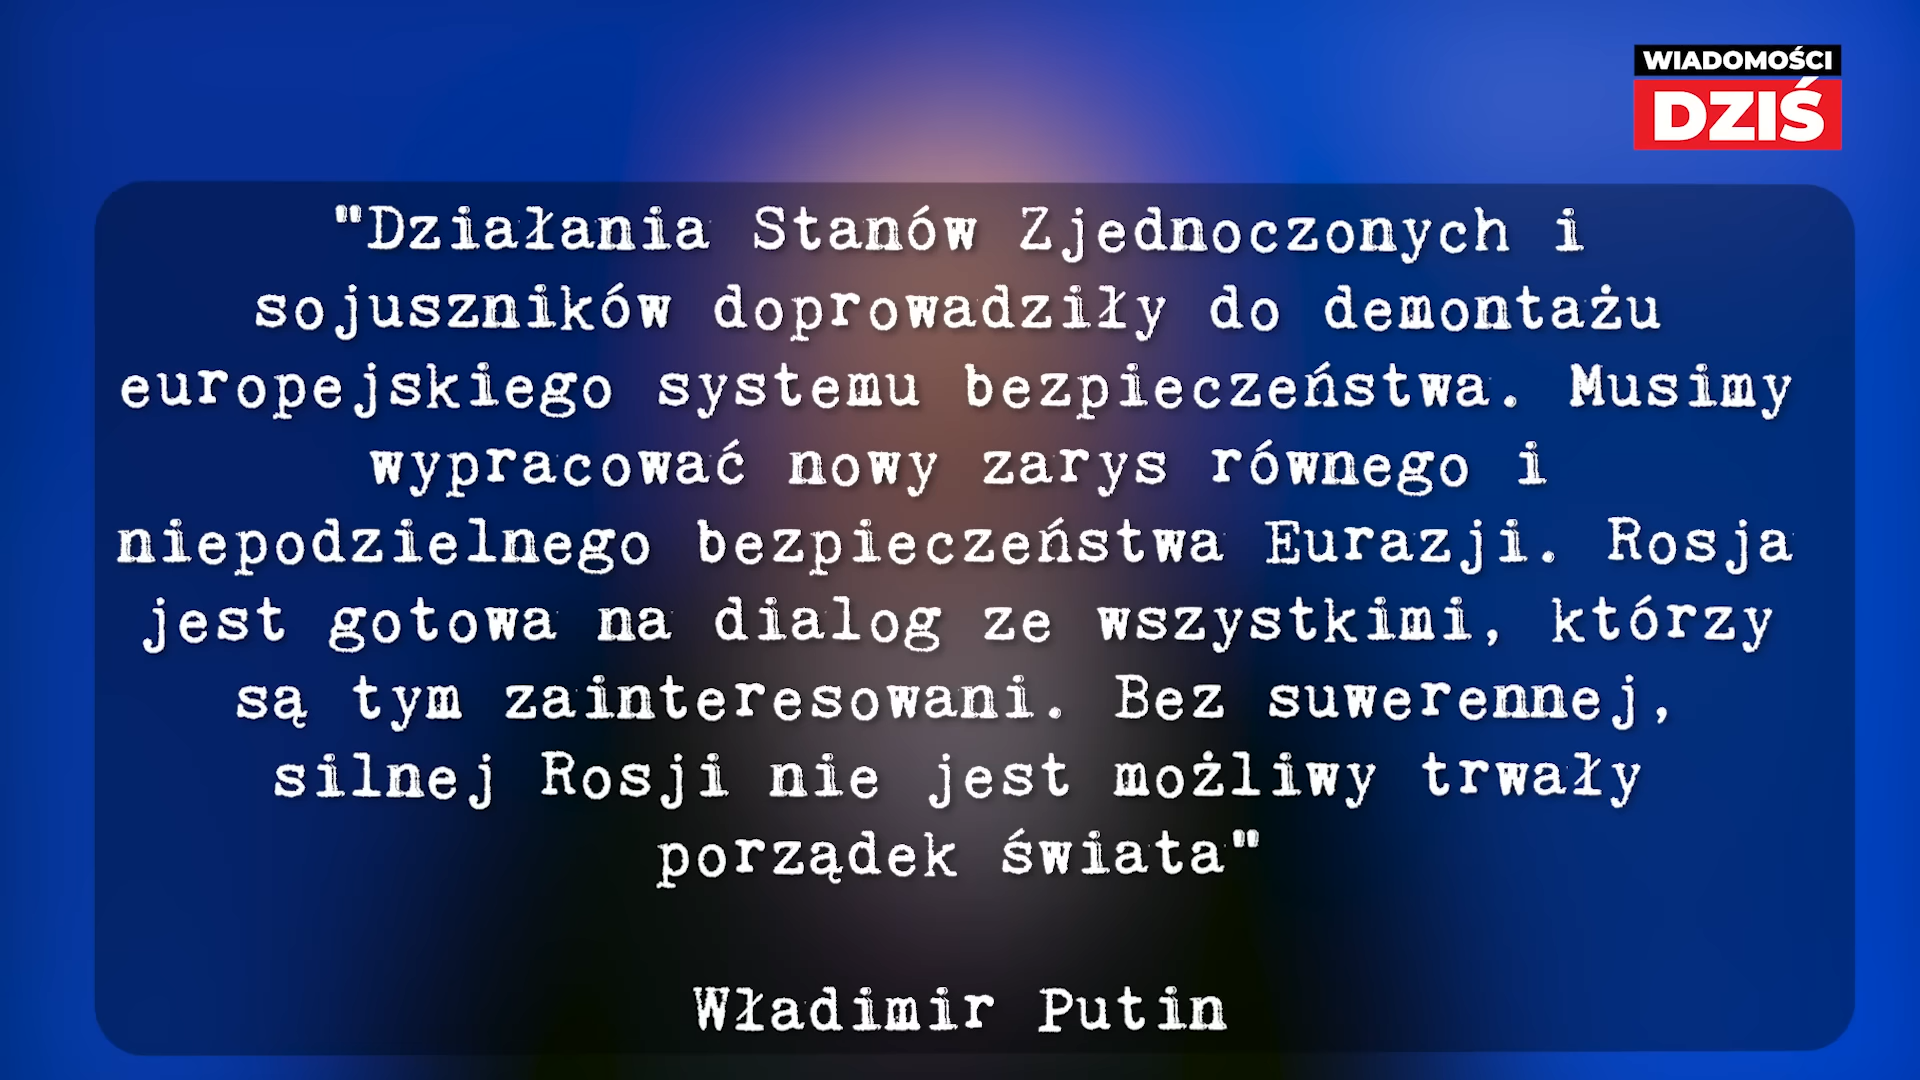 WIADOMOŚCI
DZIŚ
"Działania Stanów Zjednoczonych i
sojuszników doprowadziły do demontażu
europejskiego systemu bezpieczeństwa. Musimy
wypracować nowy zarys równego i
niepodzielnego bezpieczeństwa Eurazji. Rosja
jest gotowa na dialog ze wszystkimi, którzy
są tym zainteresowani. Bez suwerennej,
silnej Rosji nie jest możliwy trwały
porządek świata"
Władimir Putin